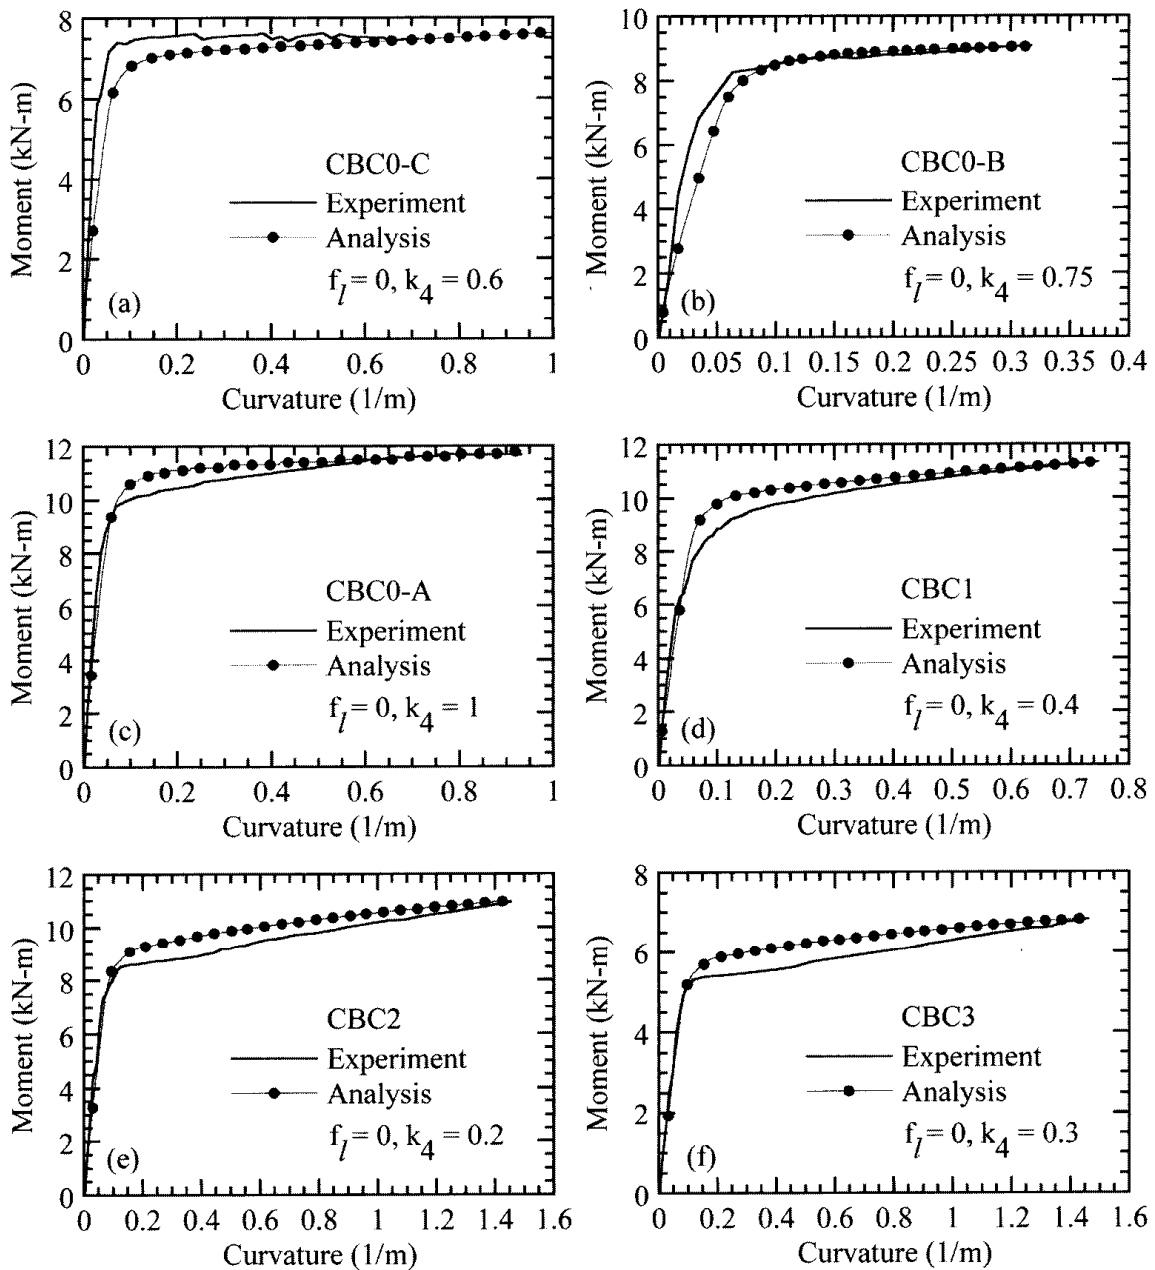 8
6
4
2
0
Moment (kN-m)
CBC0-C
Experiment
Analysis
f_l = 0, k_4 = 0.6
(a)
0 0.2 0.4 0.6 0.8 1
Curvature (1/m)
10
8
6
4
2
0
Moment (kN-m)
CBC0-B
Experiment
Analysis
f_l = 0, k_4 = 0.75
(b)
0 0.05 0.1 0.15 0.2 0.25 0.3 0.35 0.4
Curvature (1/m)
12
10
8
6
4
2
0
Moment (kN-m)
CBC0-A
Experiment
Analysis
f_l = 0, k_4 = 1
(c)
0 0.2 0.4 0.6 0.8 1
Curvature (1/m)
12
10
8
6
4
2
0
Moment (kN-m)
CBC1
Experiment
Analysis
f_l = 0, k_4 = 0.4
(d)
0 0.1 0.2 0.3 0.4 0.5 0.6 0.7 0.8
Curvature (1/m)
12
10
8
6
4
2
0
Moment (kN-m)
CBC2
Experiment
Analysis
f_l = 0, k_4 = 0.2
(e)
0 0.2 0.4 0.6 0.8 1 1.2 1.4 1.6
Curvature (1/m)
8
6
4
2
0
Moment (kN-m)
CBC3
Experiment
Analysis
f_l = 0, k_4 = 0.3
(f)
0 0.2 0.4 0.6 0.8 1 1.2 1.4 1.6
Curvature (1/m)